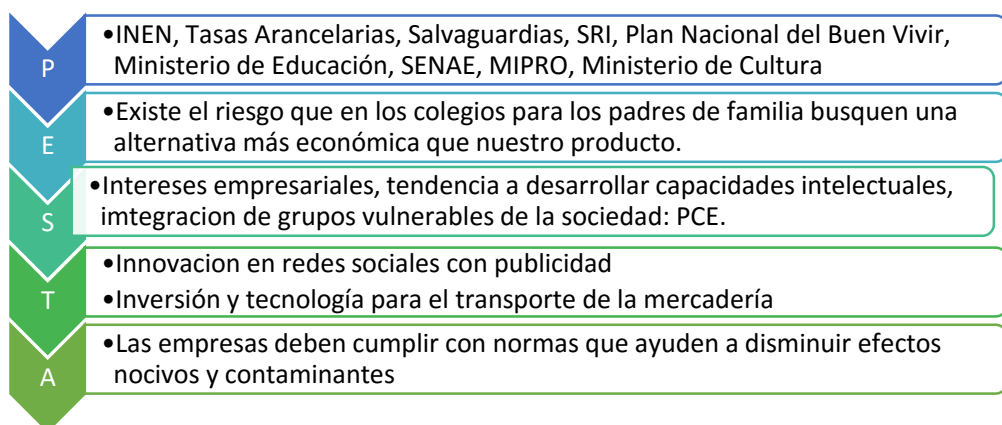 P
•INEN, Tasas Arancelarias, Salvaguardias, SRI, Plan Nacional del Buen Vivir,
Ministerio de Educación, SENAE, MIPRO, Ministerio de Cultura
E
•Existe el riesgo que en los colegios para los padres de familia busquen una
alternativa más económica que nuestro producto.
S
•Intereses empresariales, tendencia a desarrollar capacidades intelectuales,
imtegracion de grupos vulnerables de la sociedad: PCE.
T
•Innovacion en redes sociales con publicidad
•Inversión y tecnología para el transporte de la mercadería
A
•Las empresas deben cumplir con normas que ayuden a disminuir efectos
nocivos y contaminantes